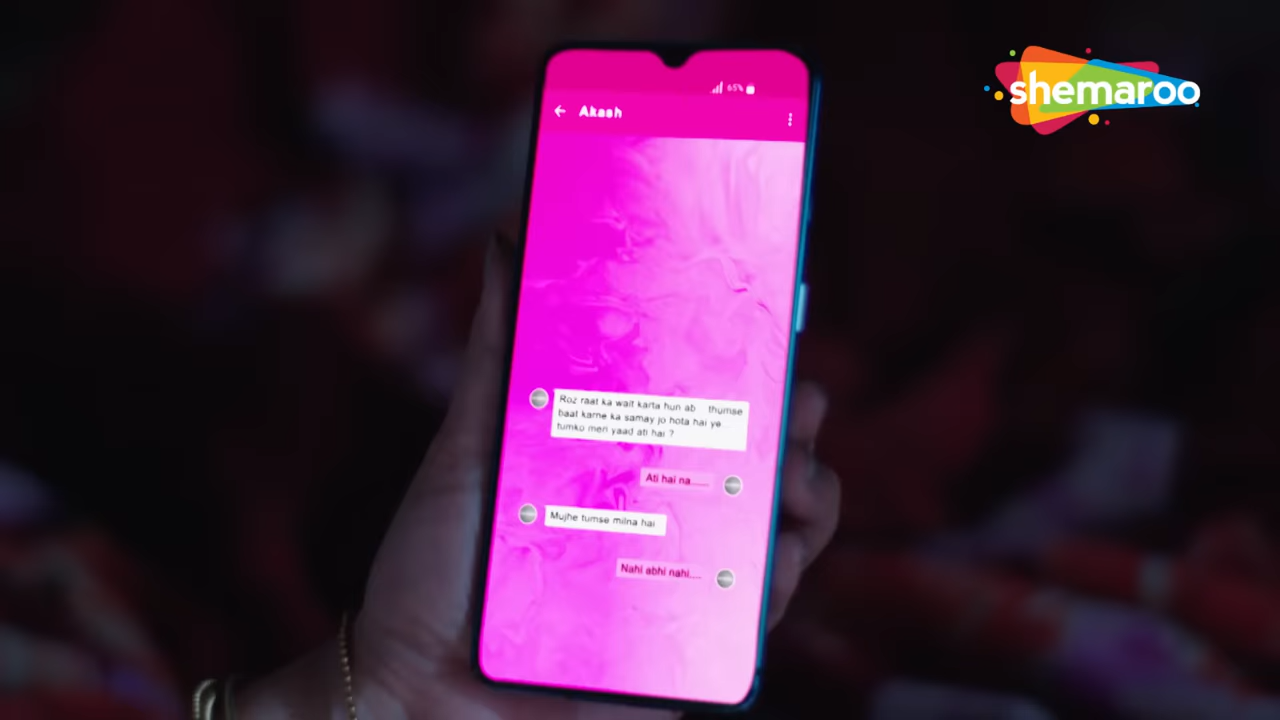 shemaroo
65%
Akash
Roz raat ka wait karta hun ab thumse
baat karne ka samay jo hota hai ye...
tumko meri yaad ati hai ?
Ati hai na......
Mujhe tumse milna hai
Nahi abhi nahi....